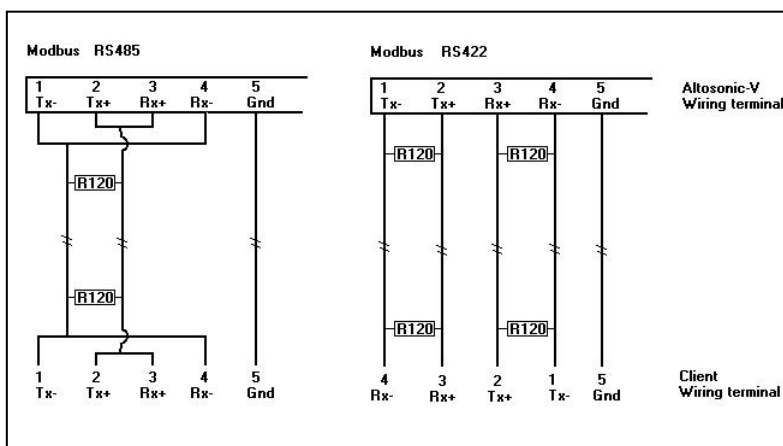 Modbus RS485
1 2 3 4 5
Tx- Tx+ Rx+ Rx- Gnd
R120
R120
1 2 3 4 5
Tx- Tx+ Rx+ Rx- Gnd
Modbus RS422
1 2 3 4 5
Tx- Tx+ Rx+ Rx- Gnd
R120 R120
R120 R120
4 3 2 1 5
Rx- Rx+ Tx+ Tx- Gnd
Altosonic-V
Wiring terminal
Client
Wiring terminal